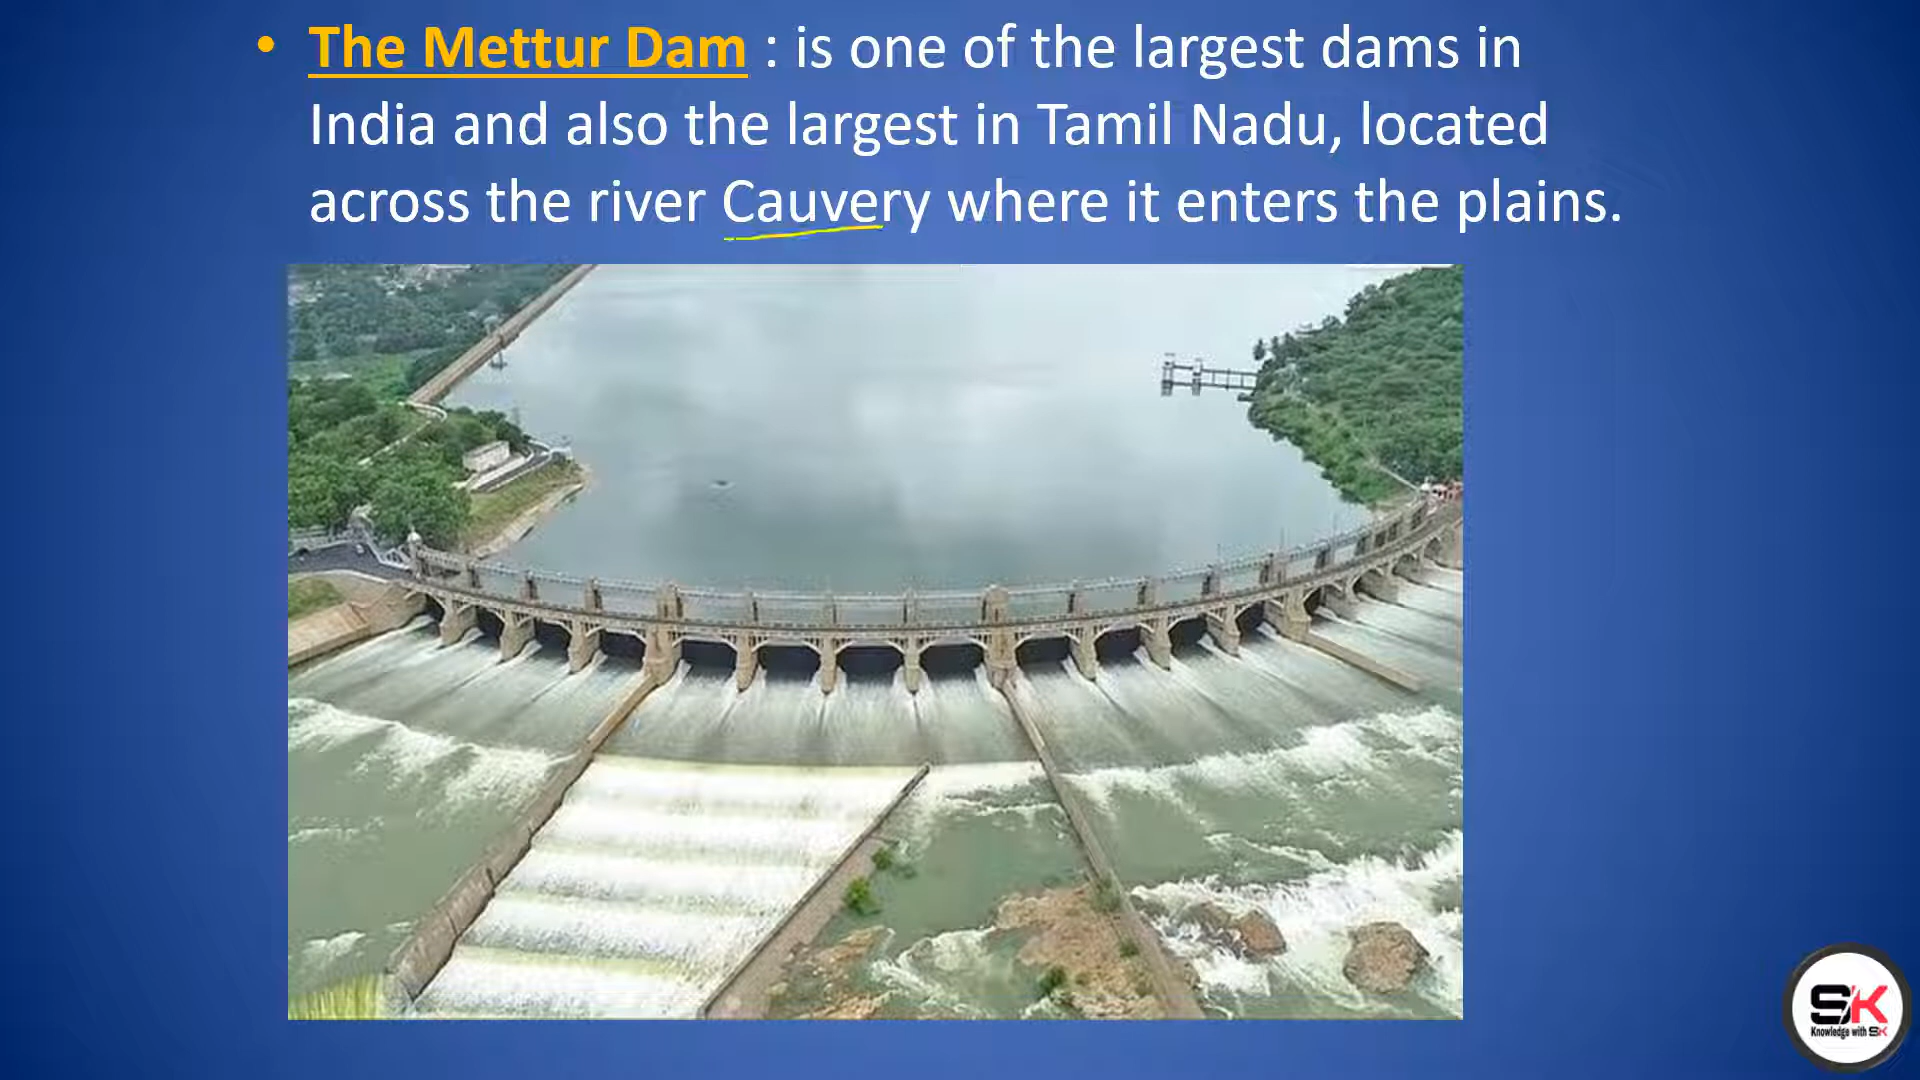 • The Mettur Dam : is one of the largest dams in
India and also the largest in Tamil Nadu, located
across the river Cauvery where it enters the plains.
SK
Knowledge with SK